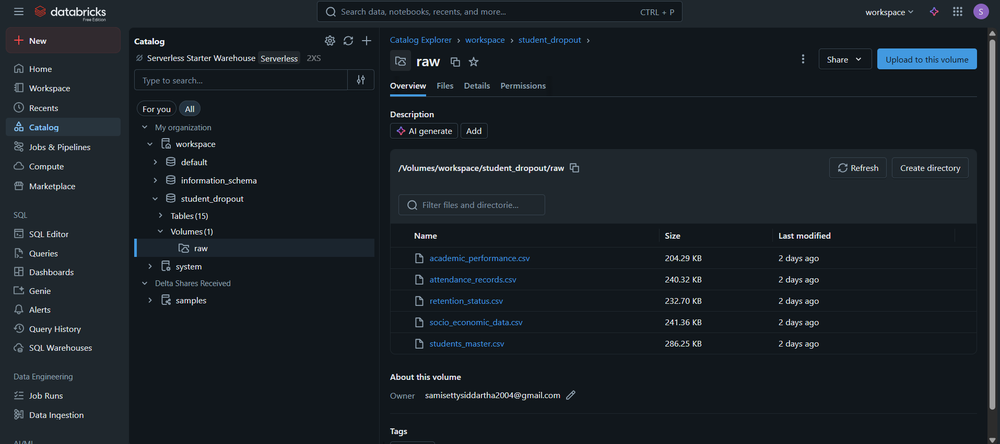 databricks
Free Edition
Search data, notebooks, recents, and more...
CTRL + P
workspace
S
New
Home
Workspace
Recents
Catalog
Jobs & Pipelines
Compute
Marketplace
SQL
SQL Editor
Queries
Dashboards
Genie
Alerts
Query History
SQL Warehouses
Data Engineering
Job Runs
Data Ingestion
AI/ML
Catalog
Serverless Starter Warehouse Serverless 2XS
Type to search...
For you All
My organization
workspace
default
information_schema
student_dropout
Tables (15)
Volumes (1)
raw
system
Delta Shares Received
samples
Catalog Explorer › workspace › student_dropout ›
raw
Share
Upload to this volume
Overview Files Details Permissions
Description
AI generate Add
/Volumes/workspace/student_dropout/raw
Refresh Create directory
Filter files and directorie...
Name Size Last modified
academic_performance.csv 204.29 KB 2 days ago
attendance_records.csv 240.32 KB 2 days ago
retention_status.csv 232.70 KB 2 days ago
socio_economic_data.csv 241.36 KB 2 days ago
students_master.csv 286.25 KB 2 days ago
About this volume
Owner samisettysiddartha2004@gmail.com
Tags